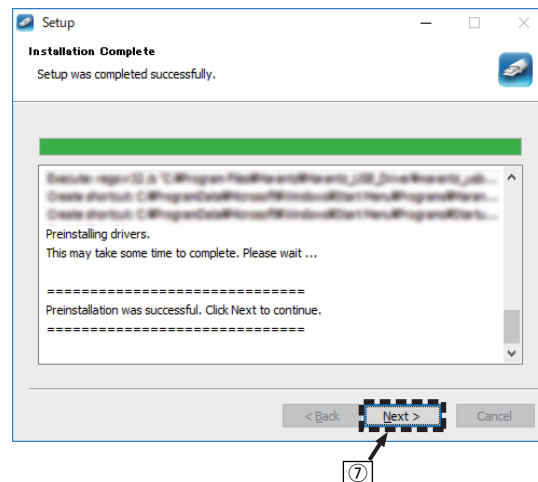 Setup
Installation Complete
Setup was completed successfully.
Preinstalling drivers.
This may take some time to complete. Please wait ...
==============================
Preinstallation was successful. Click Next to continue.
==============================
< Back Next > Cancel
⑦